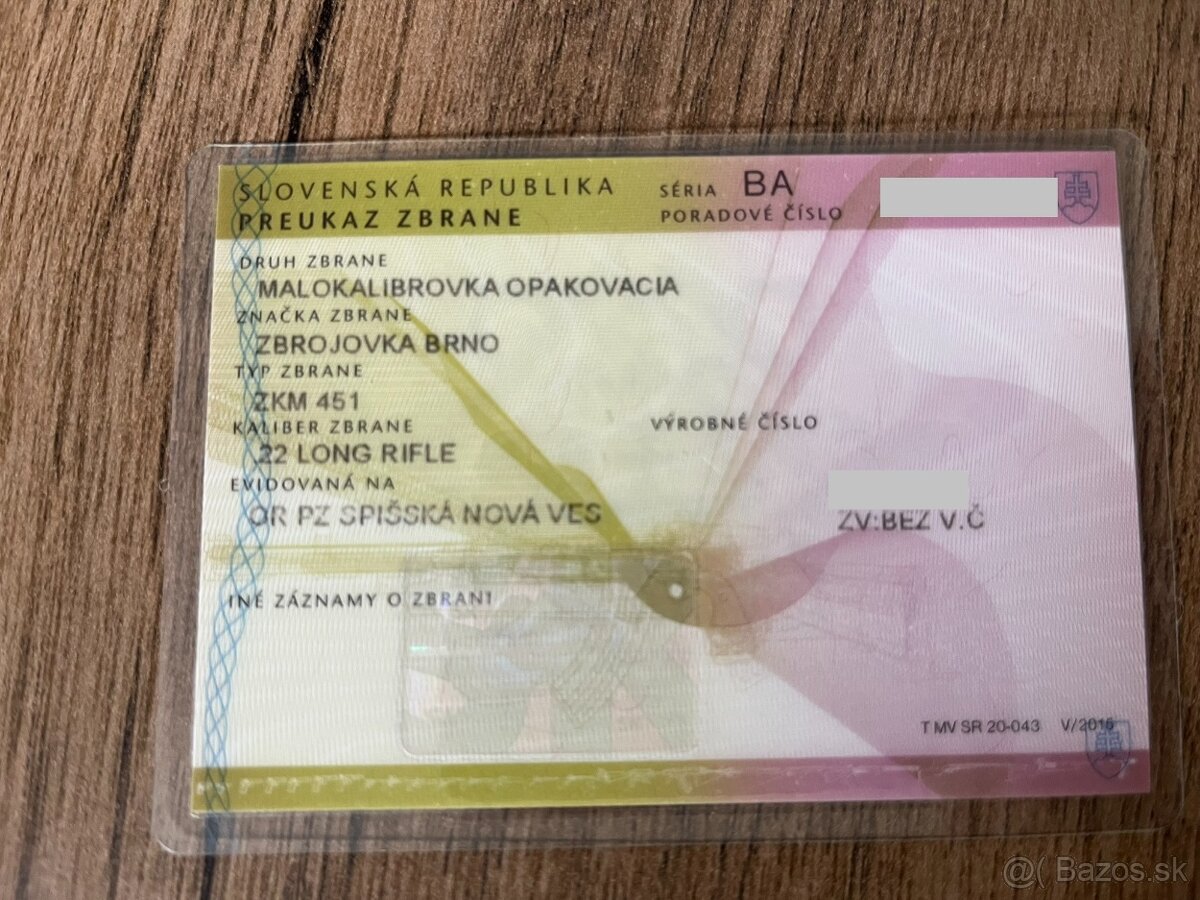 SLOVENSKÁ REPUBLIKA
PREUKAZ ZBRANE
SÉRIA BA
PORADOVÉ ČÍSLO
DRUH ZBRANE
MALOKALIBROVKA OPAKOVACIA
ZNAČKA ZBRANE
ZBROJOVKA BRNO
TYP ZBRANE
ZKM 451
KALIBER ZBRANE
22 LONG RIFLE
VÝROBNÉ ČÍSLO
EVIDOVANÁ NA
OR PZ SPIŠSKÁ NOVÁ VES
ZV:BEZ V.Č
INÉ ZÁZNAMY O ZBRANI
T MV SR 20-043 V/2015
@( Bazos.sk